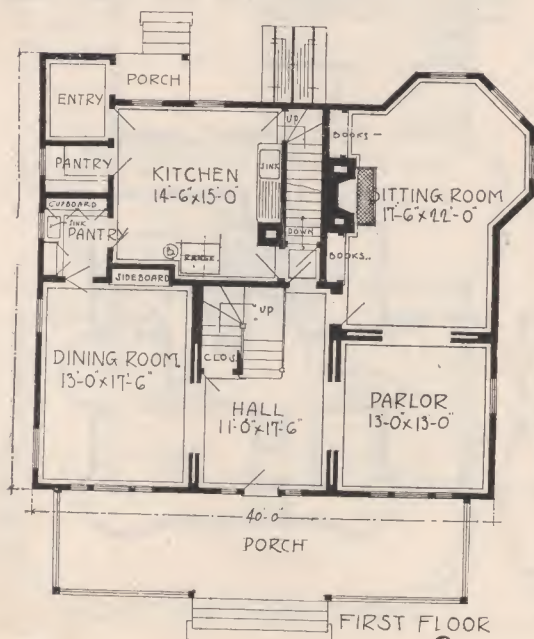 PORCH
ENTRY
UP
BOOKS
PANTRY
KITCHEN
14'-6"x15'-0"
SINK
SITTING ROOM
17'-6"x22'-0"
CUPBOARD
SINK
PANTRY
DOWN
BOOKS..
B
RANGE
SIDEBOARD
"UP"
DINING ROOM
13'-0"x17'-6"
CLOS.
HALL
11'-0"x17'-6"
PARLOR
13'-0"x13'-0"
40'-0"
PORCH
FIRST FLOOR